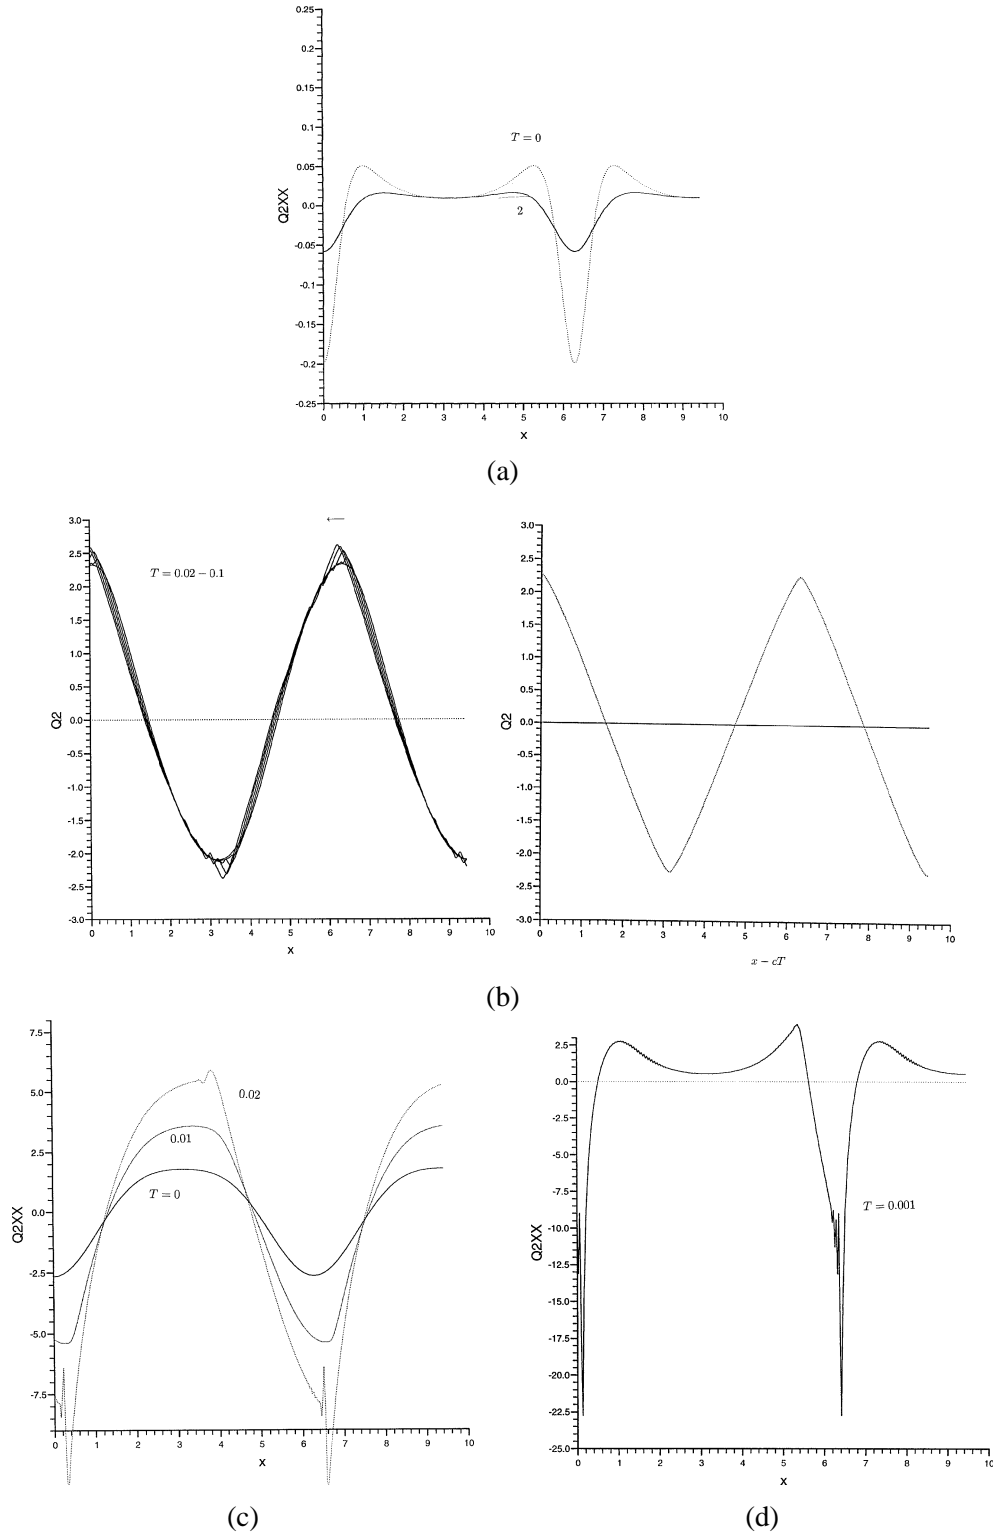 0.25
0.2
0.15
0.1
0.05
0.0
-0.05
-0.1
-0.15
-0.2
-0.25
Q2XX
T = 0
2
0 1 2 3 4 5 6 7 8 9 10
x
(a)
3.0
2.5
2.0
1.5
1.0
0.5
0.0
-0.5
-1.0
-1.5
-2.0
-2.5
-3.0
Q2
←
T = 0.02 − 0.1
0 1 2 3 4 5 6 7 8 9 10
x
3.0
2.5
2.0
1.5
1.0
0.5
0.0
-0.5
-1.0
-1.5
-2.0
-2.5
-3.0
Q2
0 1 2 3 4 5 6 7 8 9 10
x − cT
(b)
7.5
5.0
2.5
0.0
-2.5
-5.0
-7.5
Q2XX
0.02
0.01
T = 0
0 1 2 3 4 5 6 7 8 9 10
x
(c)
2.5
0.0
-2.5
-5.0
-7.5
-10.0
-12.5
-15.0
-17.5
-20.0
-22.5
-25.0
Q2XX
T = 0.001
0 1 2 3 4 5 6 7 8 9 10
x
(d)